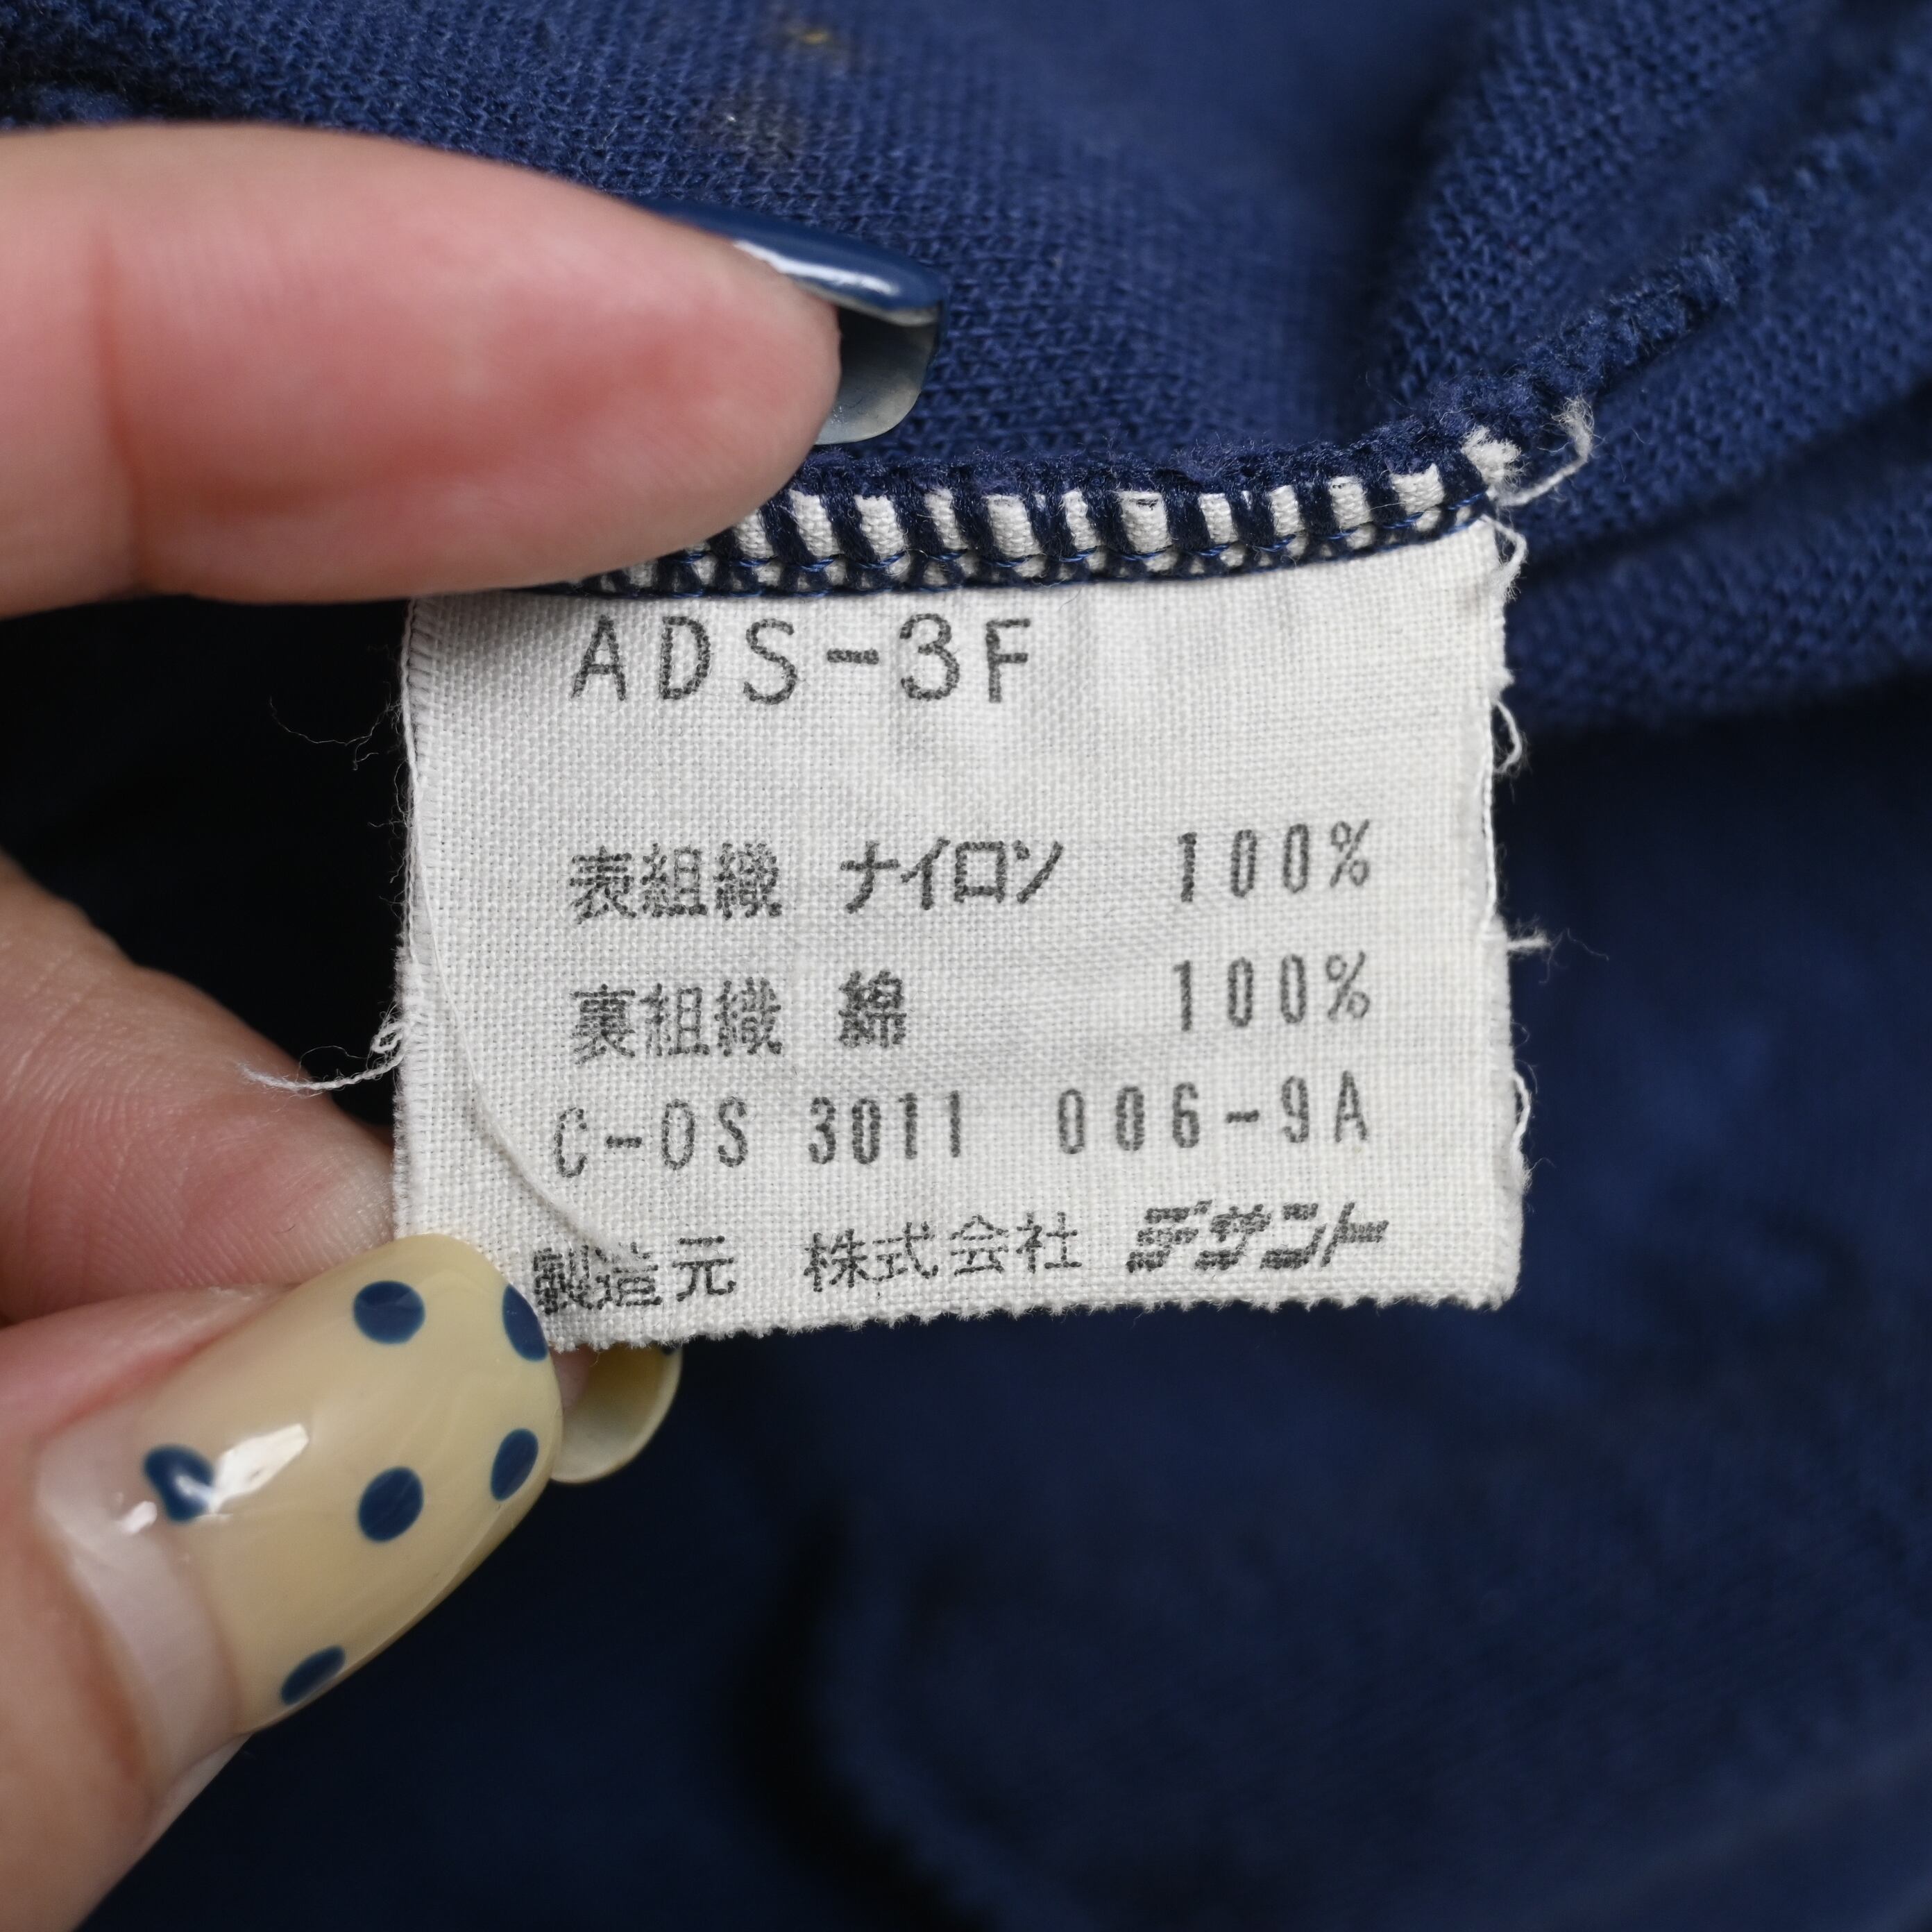 ADS-3F
表組織 ナイロン 100%
裏組織 綿 100%
C-OS 3011 006-9A
製造元 株式会社 デサント